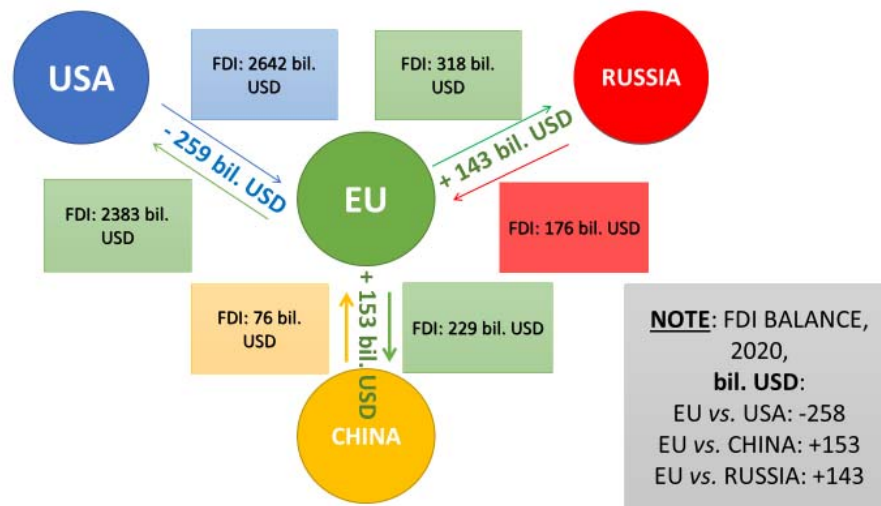 USA
FDI: 2642 bil.
USD
FDI: 318 bil.
USD
RUSSIA
- 259 bil. USD
+ 143 bil. USD
EU
FDI: 2383 bil.
USD
FDI: 176 bil. USD
+ 153 bil. USD
FDI: 76 bil.
USD
FDI: 229 bil. USD
CHINA
NOTE: FDI BALANCE,
2020,
bil. USD:
EU vs. USA: -258
EU vs. CHINA: +153
EU vs. RUSSIA: +143